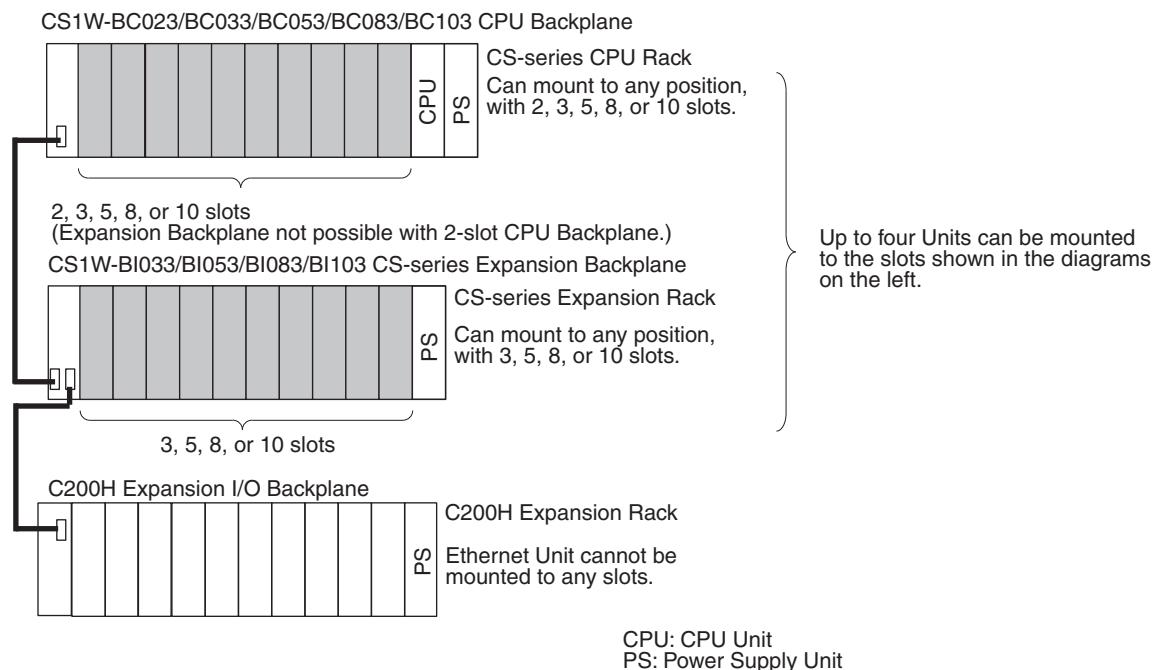 CS1W-BC023/BC033/BC053/BC083/BC103 CPU Backplane
CPU
PS
CS-series CPU Rack
Can mount to any position,
with 2, 3, 5, 8, or 10 slots.
2, 3, 5, 8, or 10 slots
(Expansion Backplane not possible with 2-slot CPU Backplane.)
CS1W-BI033/BI053/BI083/BI103 CS-series Expansion Backplane
PS
CS-series Expansion Rack
Can mount to any position,
with 3, 5, 8, or 10 slots.
3, 5, 8, or 10 slots
Up to four Units can be mounted
to the slots shown in the diagrams
on the left.
C200H Expansion I/O Backplane
PS
C200H Expansion Rack
Ethernet Unit cannot be
mounted to any slots.
CPU: CPU Unit
PS: Power Supply Unit